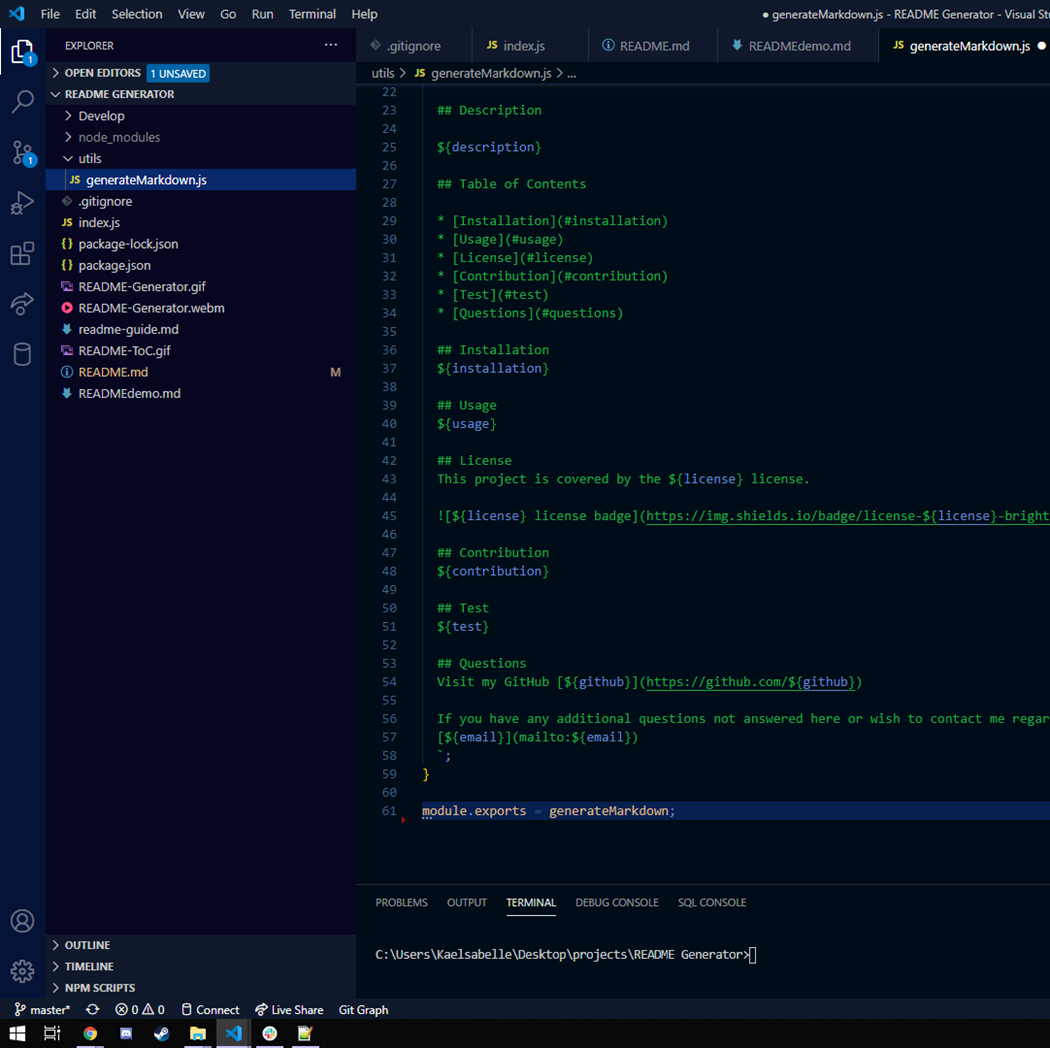 File Edit Selection View Go Run Terminal Help ● generateMarkdown.js - README Generator - Visual Stu
EXPLORER ...
.gitignore JS index.js README.md READMEdemo.md JS generateMarkdown.js ●
OPEN EDITORS 1 UNSAVED
utils > JS generateMarkdown.js > ...
README GENERATOR
Develop
node_modules
utils
JS generateMarkdown.js
.gitignore
JS index.js
{} package-lock.json
{} package.json
README-Generator.gif
README-Generator.webm
readme-guide.md
README-ToC.gif
README.md M
READMEdemo.md
1
1
22
23 ## Description
24
25 ${description}
26
27 ## Table of Contents
28
29 * [Installation](#installation)
30 * [Usage](#usage)
31 * [License](#license)
32 * [Contribution](#contribution)
33 * [Test](#test)
34 * [Questions](#questions)
35
36 ## Installation
37 ${installation}
38
39 ## Usage
40 ${usage}
41
42 ## License
43 This project is covered by the ${license} license.
44
45 ![${license} license badge](https://img.shields.io/badge/license-${license}-bright
46
47 ## Contribution
48 ${contribution}
49
50 ## Test
51 ${test}
52
53 ## Questions
54 Visit my GitHub [${github}](https://github.com/${github})
55
56 If you have any additional questions not answered here or wish to contact me regar
57 [${email}](mailto:${email})
58 `;
59 }
60
61 module.exports = generateMarkdown;
PROBLEMS OUTPUT TERMINAL DEBUG CONSOLE SQL CONSOLE
C:\Users\Kaelsabelle\Desktop\projects\README Generator>
OUTLINE
TIMELINE
NPM SCRIPTS
master* 0 0 Connect Live Share Git Graph